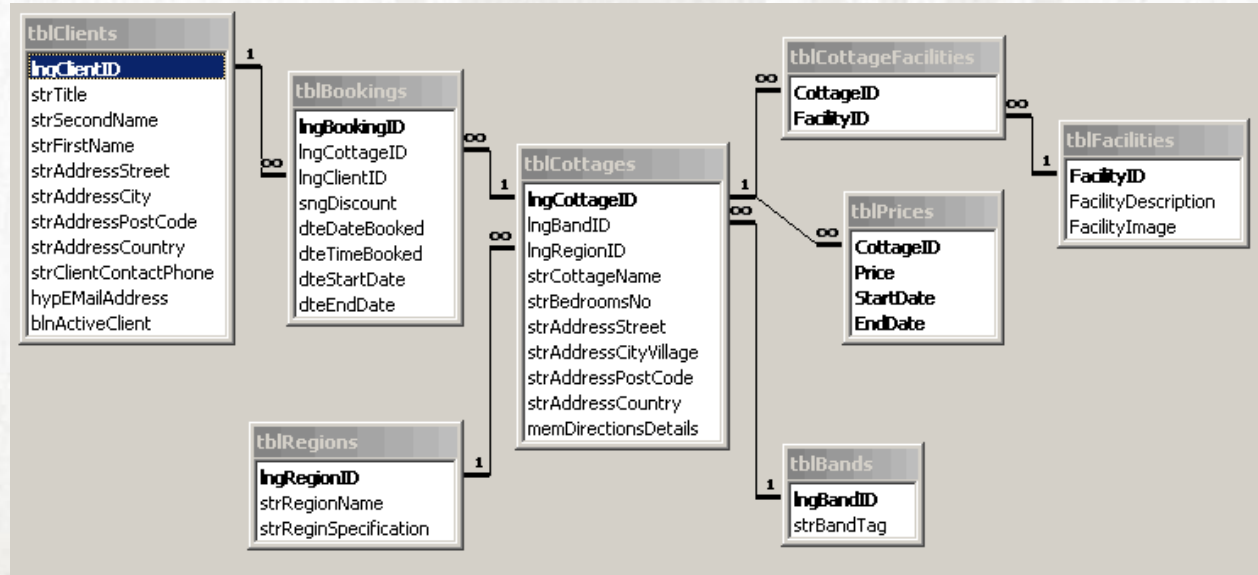 tblClients
lngClientID
strTitle
strSecondName
strFirstName
strAddressStreet
strAddressCity
strAddressPostCode
strAddressCountry
strClientContactPhone
hypEMailAddress
blnActiveClient
1
∞
tblBookings
lngBookingID
lngCottageID
lngClientID
sngDiscount
dteDateBooked
dteTimeBooked
dteStartDate
dteEndDate
∞
1
∞
tblCottages
lngCottageID
lngBandID
lngRegionID
strCottageName
strBedroomsNo
strAddressStreet
strAddressCityVillage
strAddressPostCode
strAddressCountry
memDirectionsDetails
1
∞
∞
tblCottageFacilities
CottageID
FacilityID
∞
1
tblFacilities
FacilityID
FacilityDescription
FacilityImage
∞
tblPrices
CottageID
Price
StartDate
EndDate
tblRegions
lngRegionID
strRegionName
strReginSpecification
1
1
tblBands
lngBandID
strBandTag